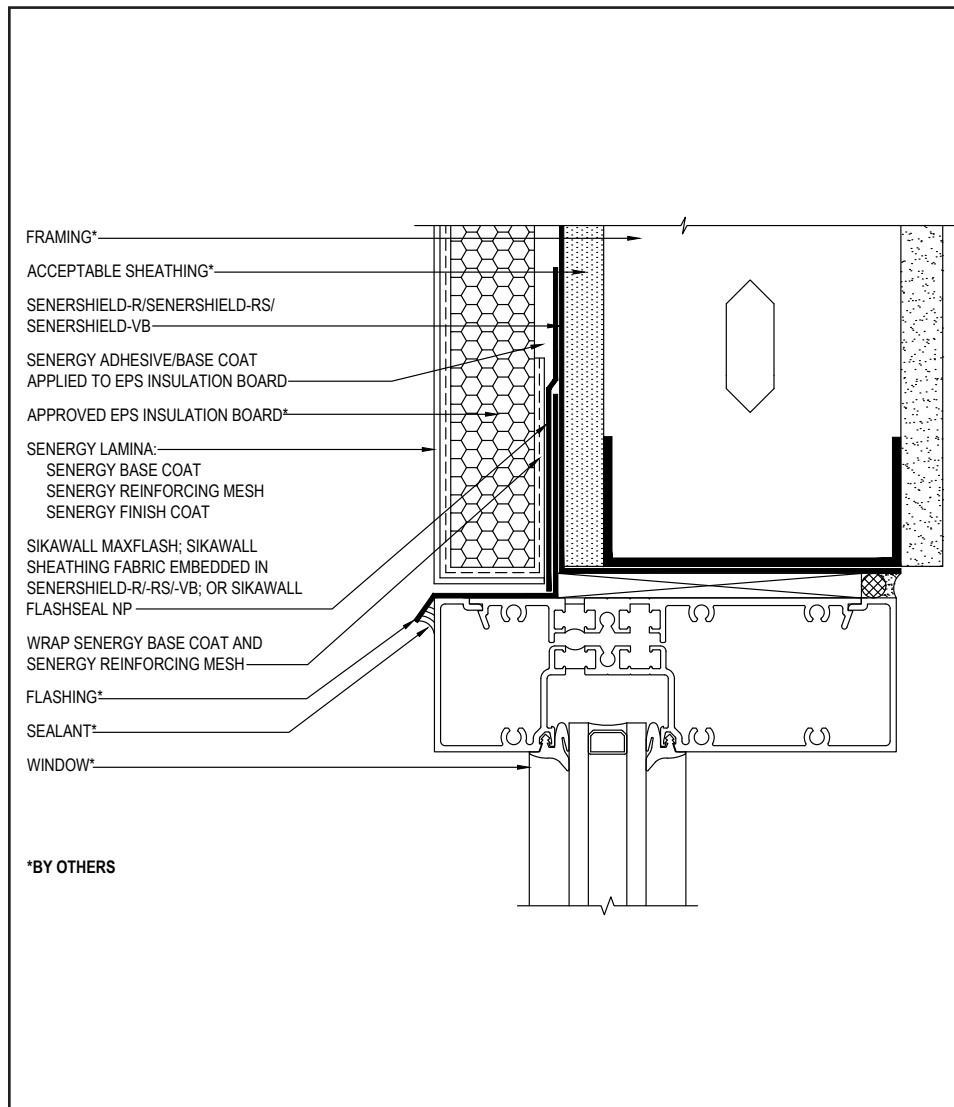 FRAMING*
ACCEPTABLE SHEATHING*
SENERSHIELD-R/SENERSHIELD-RS/
SENERSHIELD-VB
SENERGY ADHESIVE/BASE COAT
APPLIED TO EPS INSULATION BOARD
APPROVED EPS INSULATION BOARD*
SENERGY LAMINA:
SENERGY BASE COAT
SENERGY REINFORCING MESH
SENERGY FINISH COAT
SIKAWALL MAXFLASH; SIKAWALL
SHEATHING FABRIC EMBEDDED IN
SENERSHIELD-R/-RS/-VB; OR SIKAWALL
FLASHSEAL NP
WRAP SENERGY BASE COAT AND
SENERGY REINFORCING MESH
FLASHING*
SEALANT*
WINDOW*
*BY OTHERS